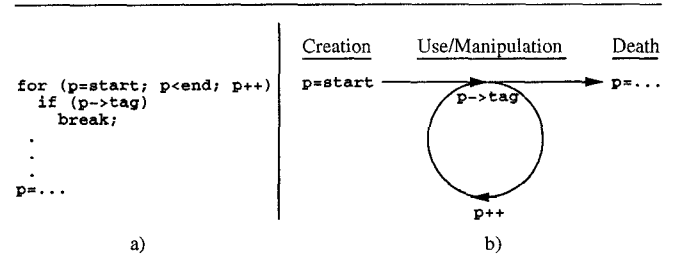 for (p=start; p<end; p++)
if (p->tag)
break;
.
.
.
p=...
a)
Creation Use/Manipulation Death
p=start p->tag p=...
p++
b)